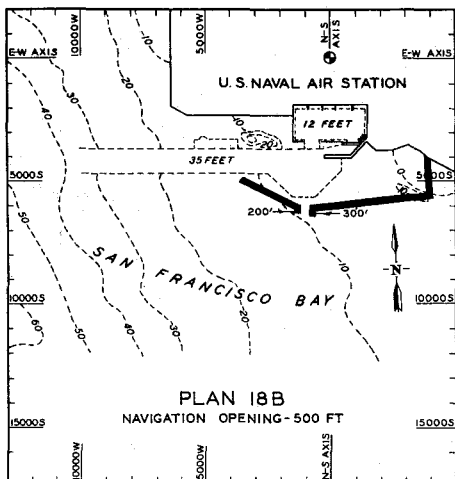 10000W
5000W
N-S AXIS
E-W AXIS
E-W AXIS
-10
-20
30
40
U.S. NAVAL AIR STATION
12 FEET
35 FEET
5000S
5000S
50
200'
300'
-10
-N-
SAN FRANCISCO BAY
10000S
10000S
60
50
40
30
-20
PLAN 18B
NAVIGATION OPENING-500 FT
15000S
15000S
10000W
5000W
N-S AXIS